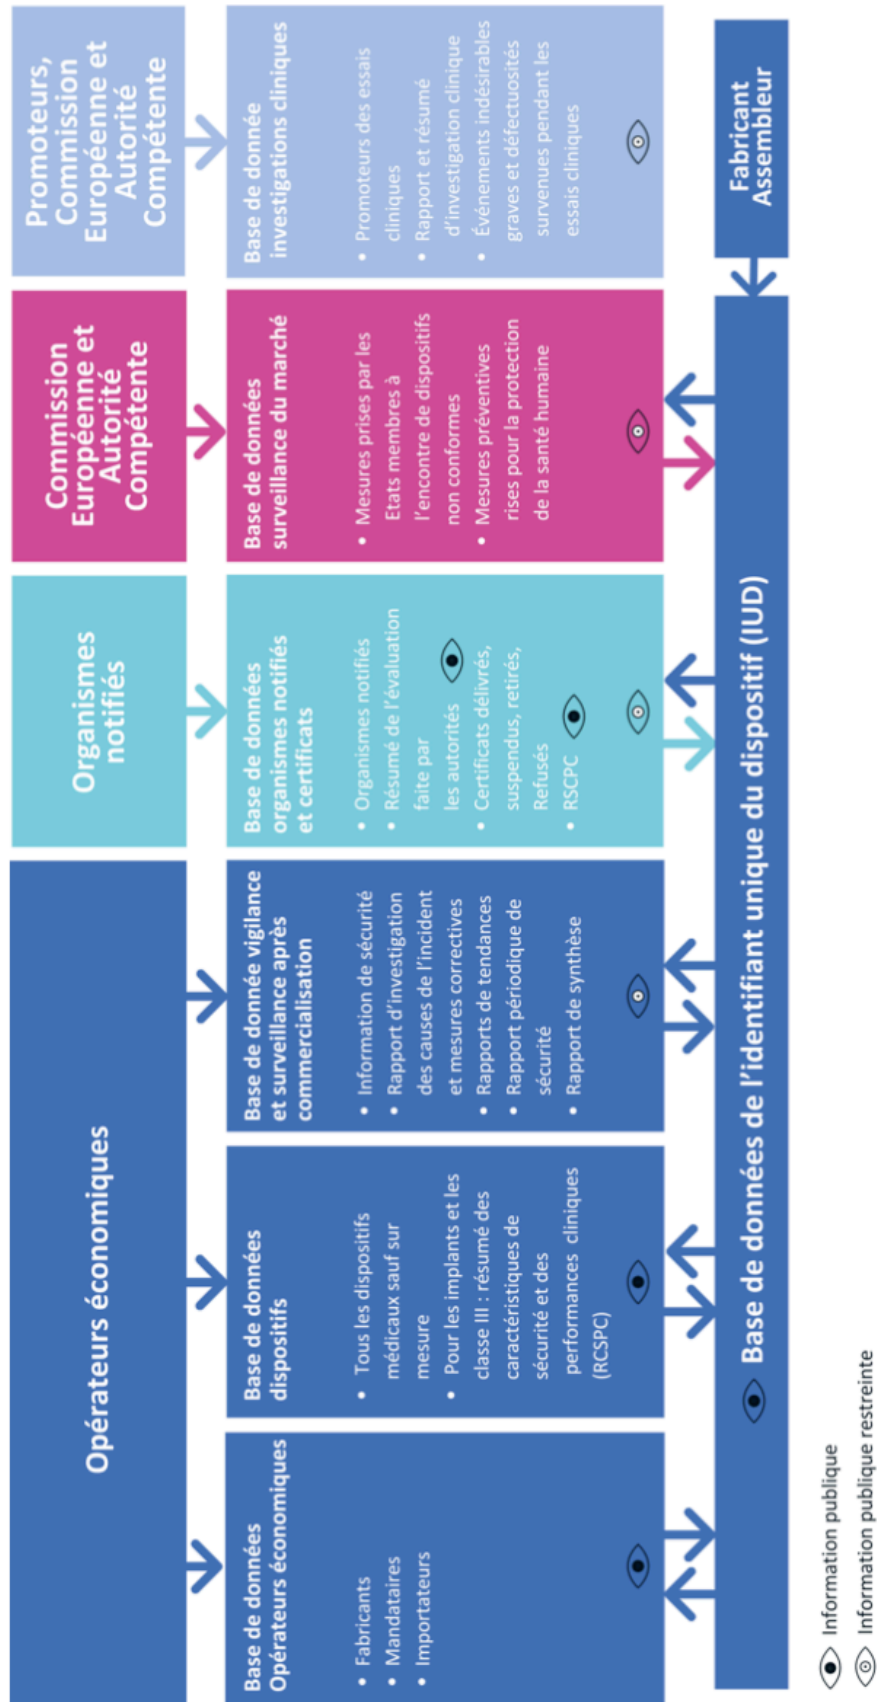 Opérateurs économiques
Organismes
notifiés
Commission
Européenne et
Autorité
Compétente
Promoteurs,
Commission
Européenne et
Autorité
Compétente
Base de données
Opérateurs économiques
• Fabricants
• Mandataires
• Importateurs
Base de données
dispositifs
• Tous les dispositifs
médicaux sauf sur
mesure
• Pour les implants et les
classe III : résumé des
caractéristiques de
sécurité et des
performances cliniques
(RCSPC)
Base de donnée vigilance
et surveillance après
commercialisation
• Information de sécurité
• Rapport d'investigation
des causes de l'incident
et mesures correctives
• Rapports de tendances
• Rapport périodique de
sécurité
• Rapport de synthèse
Base de données
organismes notifiés
et certificats
• Organismes notifiés
• Résumé de l'évaluation
faite par
les autorités
• Certificats délivrés,
suspendus, retirés,
Refusés
• RSCPC
Base de données
surveillance du marché
• Mesures prises par les
Etats membres à
l'encontre de dispositifs
non conformes
• Mesures préventives
rises pour la protection
de la santé humaine
Base de donnée
investigations cliniques
• Promoteurs des essais
cliniques
• Rapport et résumé
d'investigation clinique
• Événements indésirables
graves et défectuosités
survenues pendant les
essais cliniques
Base de données de l'identifiant unique du dispositif (IUD)
Fabricant
Assembleur
Information publique
Information publique restreinte